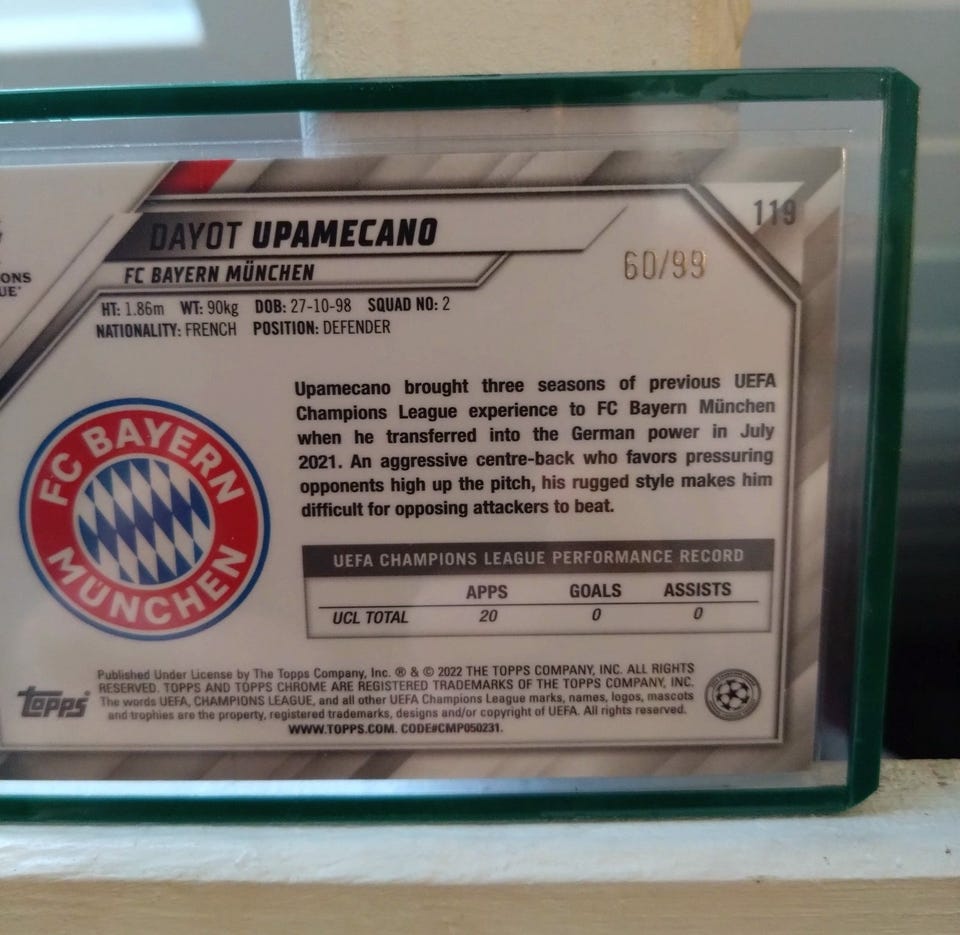 119
DAYOT UPAMECANO
60/99
FC BAYERN MÜNCHEN
ONS
UE
HT: 1.86m WT: 90kg DOB: 27-10-98 SQUAD NO: 2
NATIONALITY: FRENCH POSITION: DEFENDER
Upamecano brought three seasons of previous UEFA
Champions League experience to FC Bayern München
when he transferred into the German power in July
2021. An aggressive centre-back who favors pressuring
opponents high up the pitch, his rugged style makes him
difficult for opposing attackers to beat.
FC BAYERN
MÜNCHEN
UEFA CHAMPIONS LEAGUE PERFORMANCE RECORD
APPS GOALS ASSISTS
UCL TOTAL 20 0 0
Published Under License by The Topps Company, Inc. ® & © 2022 THE TOPPS COMPANY, INC. ALL RIGHTS
RESERVED. TOPPS AND TOPPS CHROME ARE REGISTERED TRADEMARKS OF THE TOPPS COMPANY, INC.
The words UEFA, CHAMPIONS LEAGUE, and all other UEFA Champions League marks, names, logos, mascots
and/or trophies are the property, registered trademarks, designs and/or copyright of UEFA. All rights reserved.
WWW.TOPPS.COM. CODE#CMP050231.
Topps